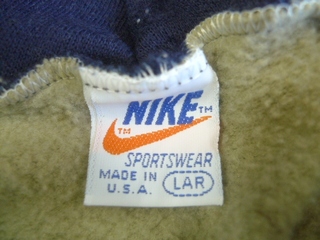 NIKE™
™
SPORTSWEAR
MADE IN
U.S.A.
LAR